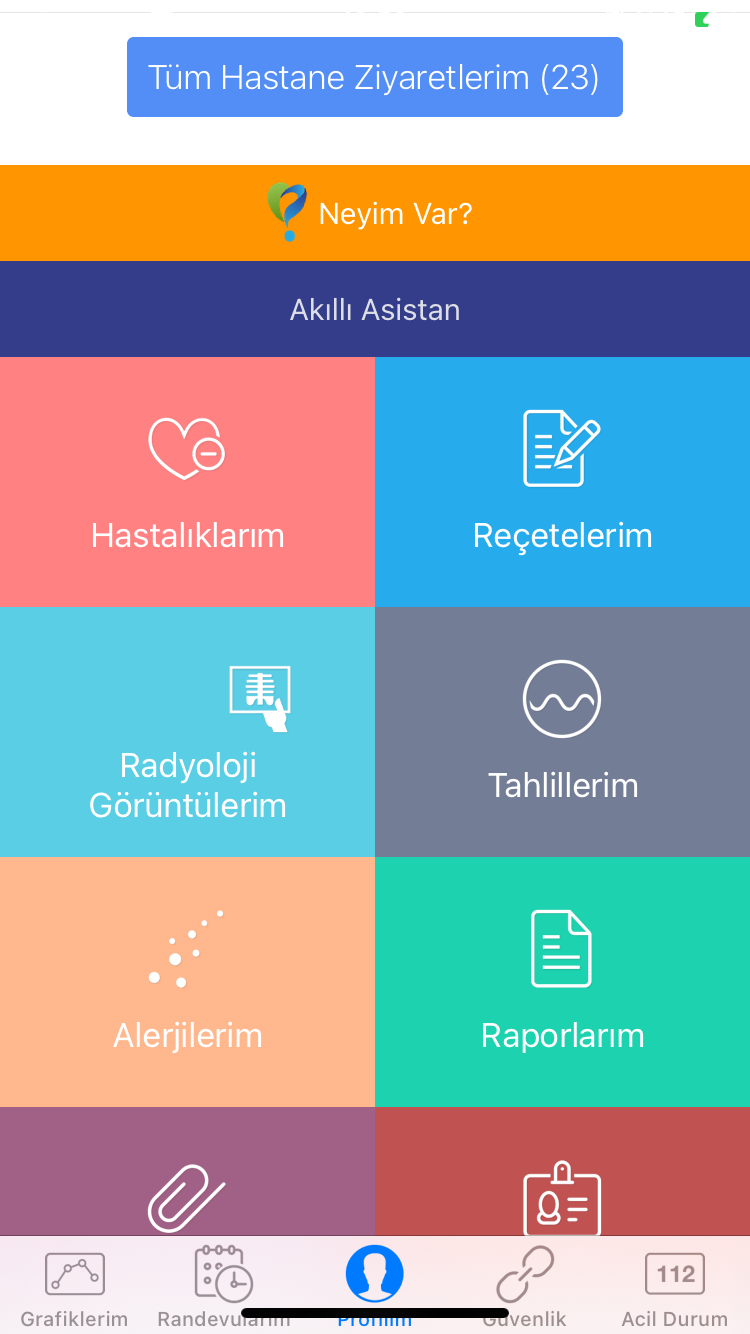 Tüm Hastane Ziyaretlerim (23)
Neyim Var?
Akıllı Asistan
Hastalıklarım
Reçetelerim
Radyoloji
Görüntülerim
Tahlillerim
Alerjilerim
Raporlarım
112
Grafiklerim
Randevularım
Profilim
Güvenlik
Acil Durum